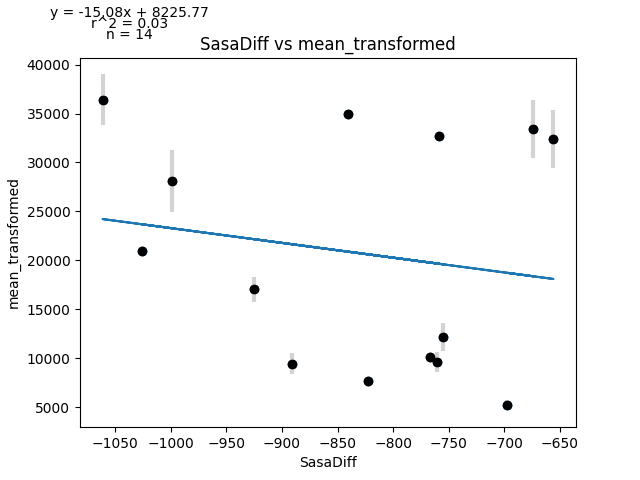 y = -15.08x + 8225.77
r^2 = 0.03
n = 14
SasaDiff vs mean_transformed
40000
35000
30000
25000
20000
15000
10000
5000
mean_transformed
−1050 −1000 −950 −900 −850 −800 −750 −700 −650
SasaDiff